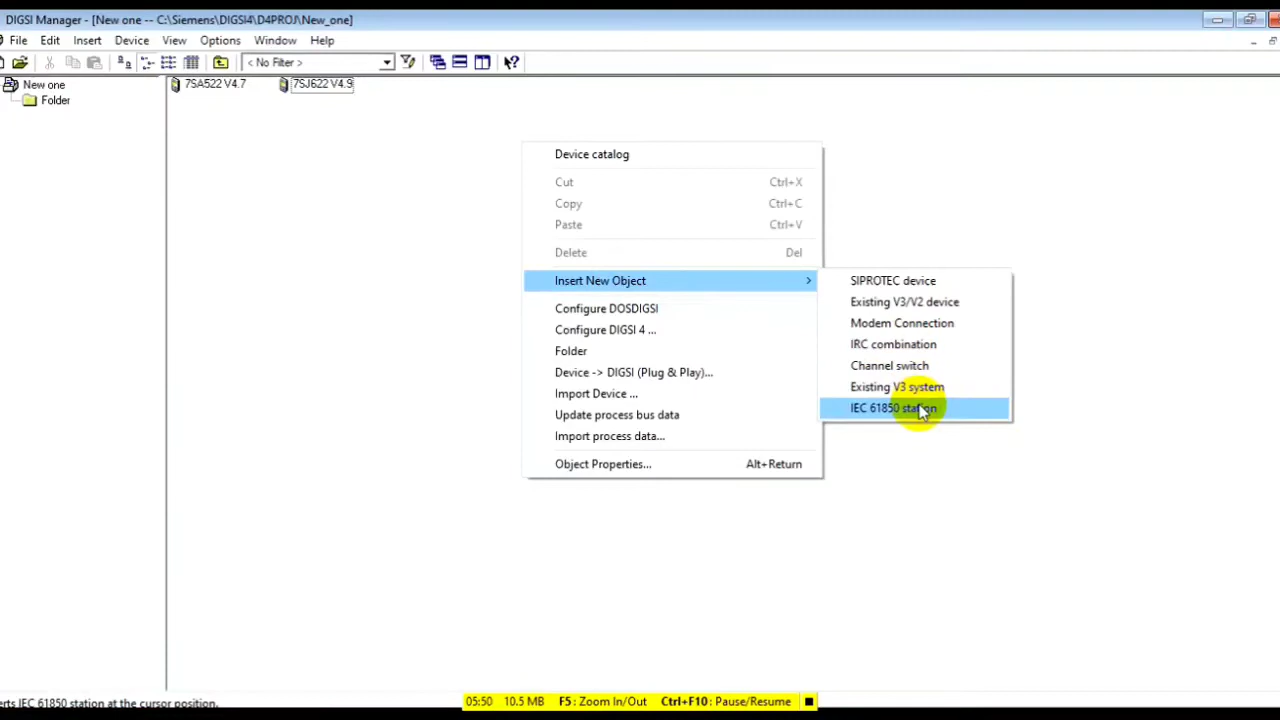 DIGSI Manager - [New one -- C:\Siemens\DIGSI4\D4PROJ\New_one]
File Edit Insert Device View Options Window Help
< No Filter >
New one
Folder
7SA522 V4.7 7SJ622 V4.9
Device catalog
Cut Ctrl+X
Copy Ctrl+C
Paste Ctrl+V
Delete Del
Insert New Object
Configure DOSDIGSI
Configure DIGSI 4 ...
Folder
Device -> DIGSI (Plug & Play)...
Import Device ...
Update process bus data
Import process data...
Object Properties... Alt+Return
SIPROTEC device
Existing V3/V2 device
Modem Connection
IRC combination
Channel switch
Existing V3 system
IEC 61850 station
erts IEC 61850 station at the cursor position.
05:50 10.5 MB F5: Zoom In/Out Ctrl+F10: Pause/Resume